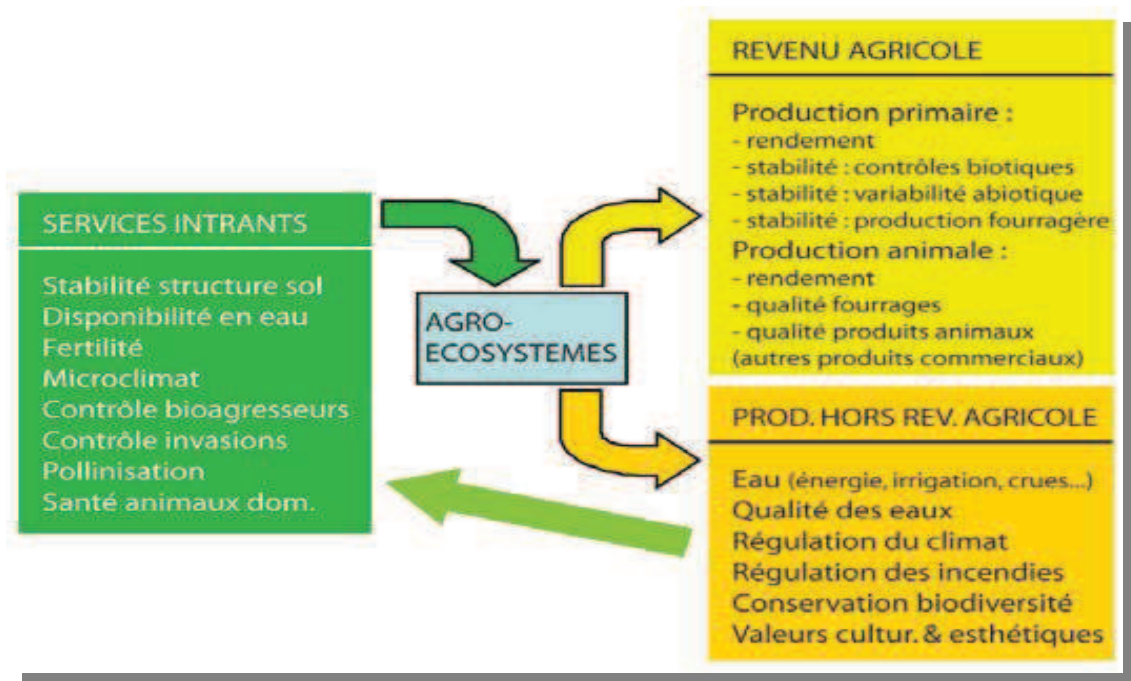 SERVICES INTRANTS
Stabilité structure sol
Disponibilité en eau
Fertilité
Microclimat
Contrôle bioagresseurs
Contrôle invasions
Pollinisation
Santé animaux dom.
AGRO-
ECOSYSTEMES
REVENU AGRICOLE
Production primaire :
- rendement
- stabilité : contrôles biotiques
- stabilité : variabilité abiotique
- stabilité : production fourragère
Production animale :
- rendement
- qualité fourrages
- qualité produits animaux
(autres produits commerciaux)
PROD. HORS REV. AGRICOLE
Eau (énergie, irrigation, crues...)
Qualité des eaux
Régulation du climat
Régulation des incendies
Conservation biodiversité
Valeurs cultur. & esthétiques